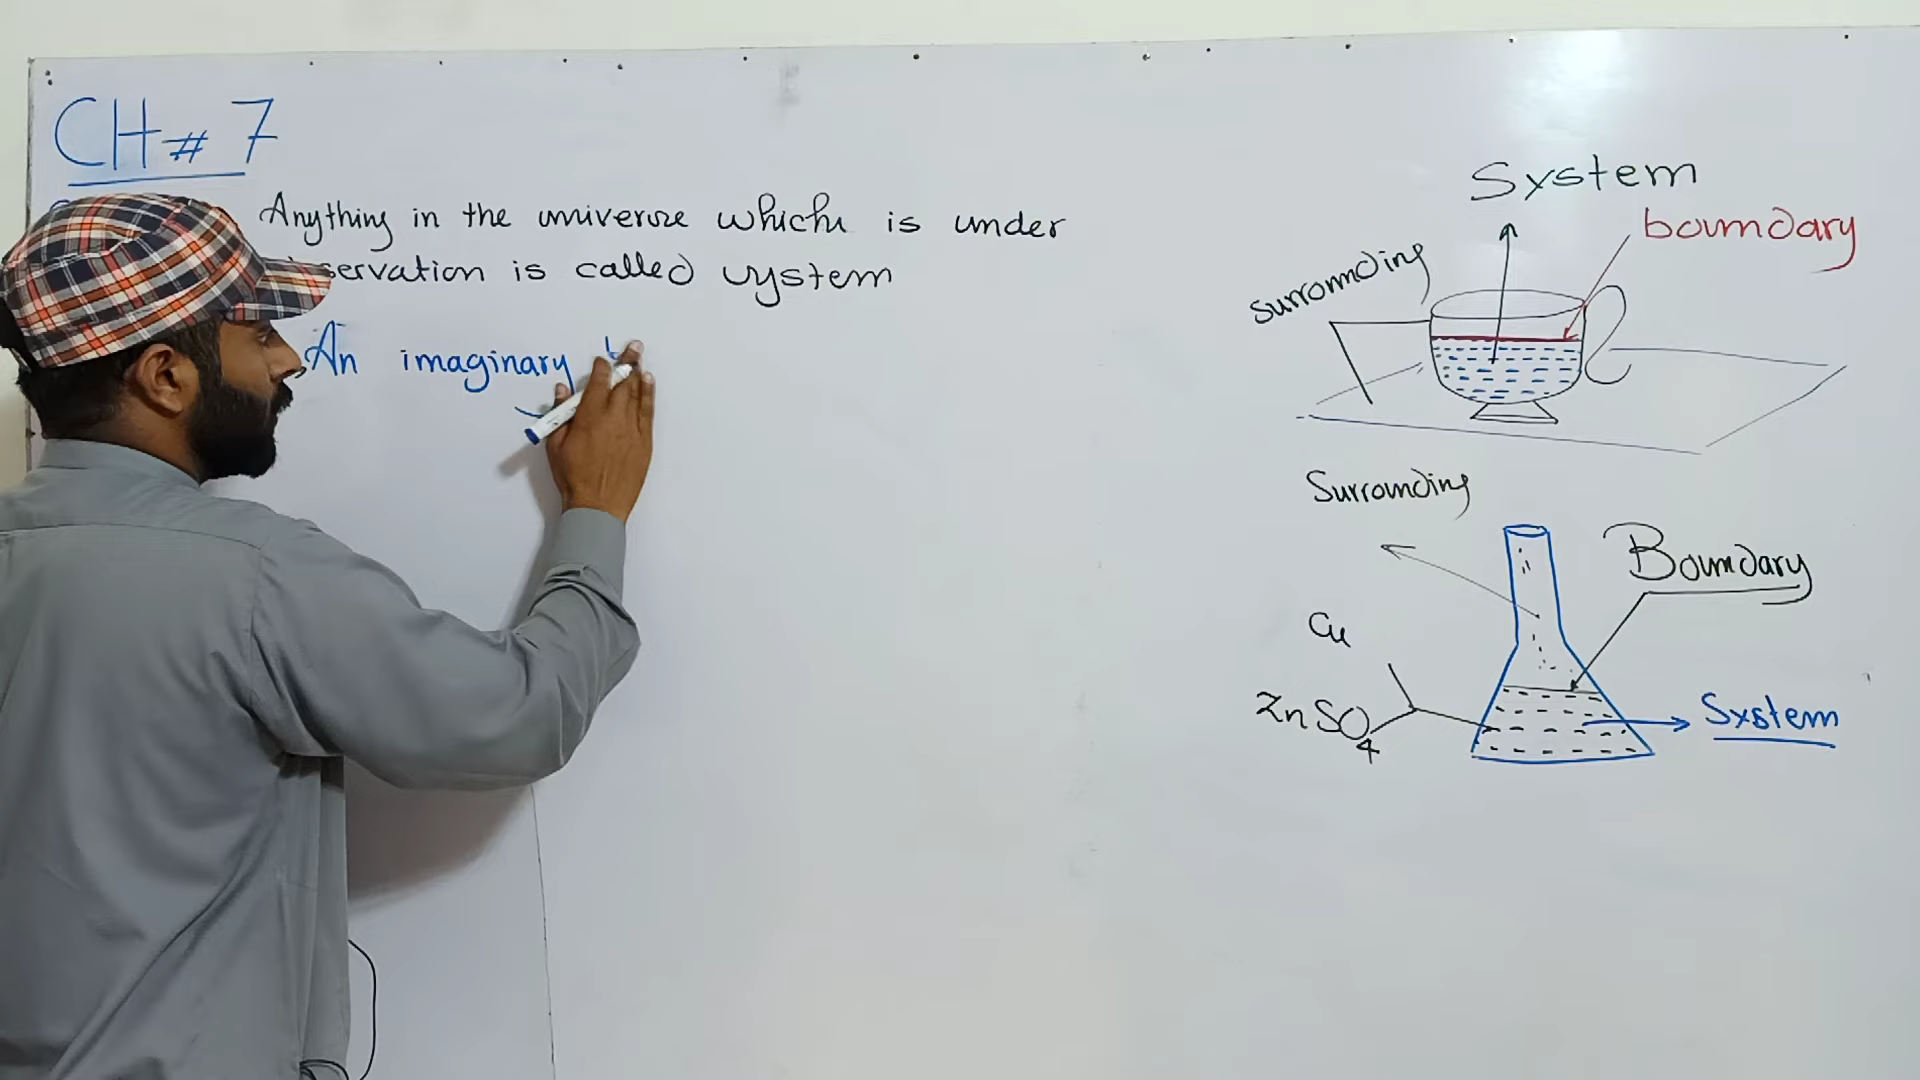 CH# 7
Anything in the universe which is under
servation is called system
An imaginary
System
boundary
surrounding
Surrounding
Boundary
Cu
ZnSO4
System